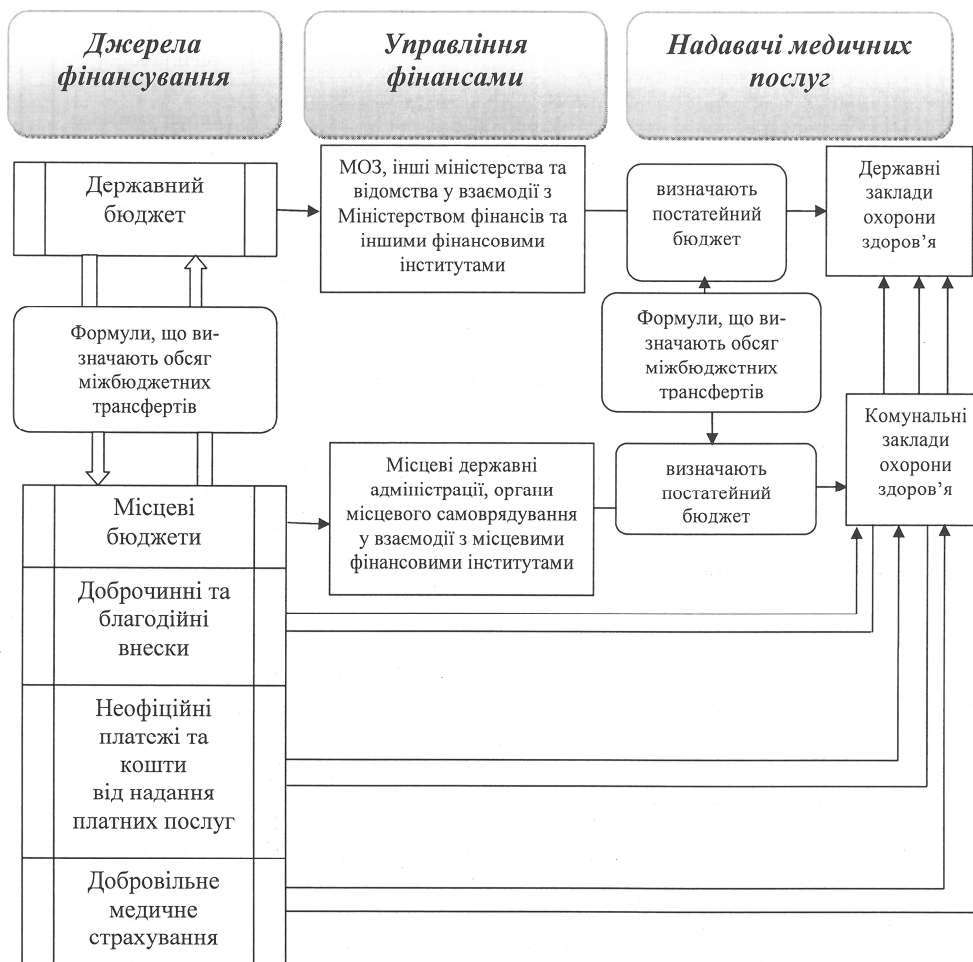 Джерела
фінансування
Управління
фінансами
Надавачі медичних
послуг
Державний
бюджет
МОЗ, інші міністерства та
відомства у взаємодії з
Міністерством фінансів та
іншими фінансовими
інститутами
визначають
постатейний
бюджет
Державні
заклади
охорони
здоров’я
Формули, що ви-
значають обсяг
міжбюджетних
трансфертів
Формули, що ви-
значають обсяг
міжбюджетних
трансфертів
Комунальні
заклади
охорони
здоров’я
Місцеві
бюджети
Місцеві державні
адміністрації, органи
місцевого самоврядування
у взаємодії з місцевими
фінансовими інститутами
визначають
постатейний
бюджет
Доброчинні та
благодійні
внески
Неофіційні
платежі та
кошти
від надання
платних послуг
Добровільне
медичне
страхування